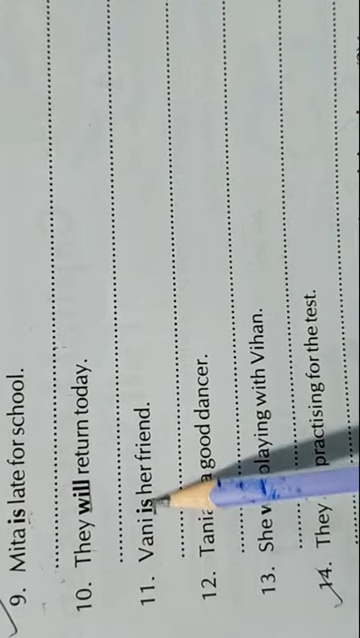 9. Mita is late for school.
10. They will return today.
11. Vani is her friend.
12. a good dancer.
13. She playing with Vihan.
14. They practising for the test.